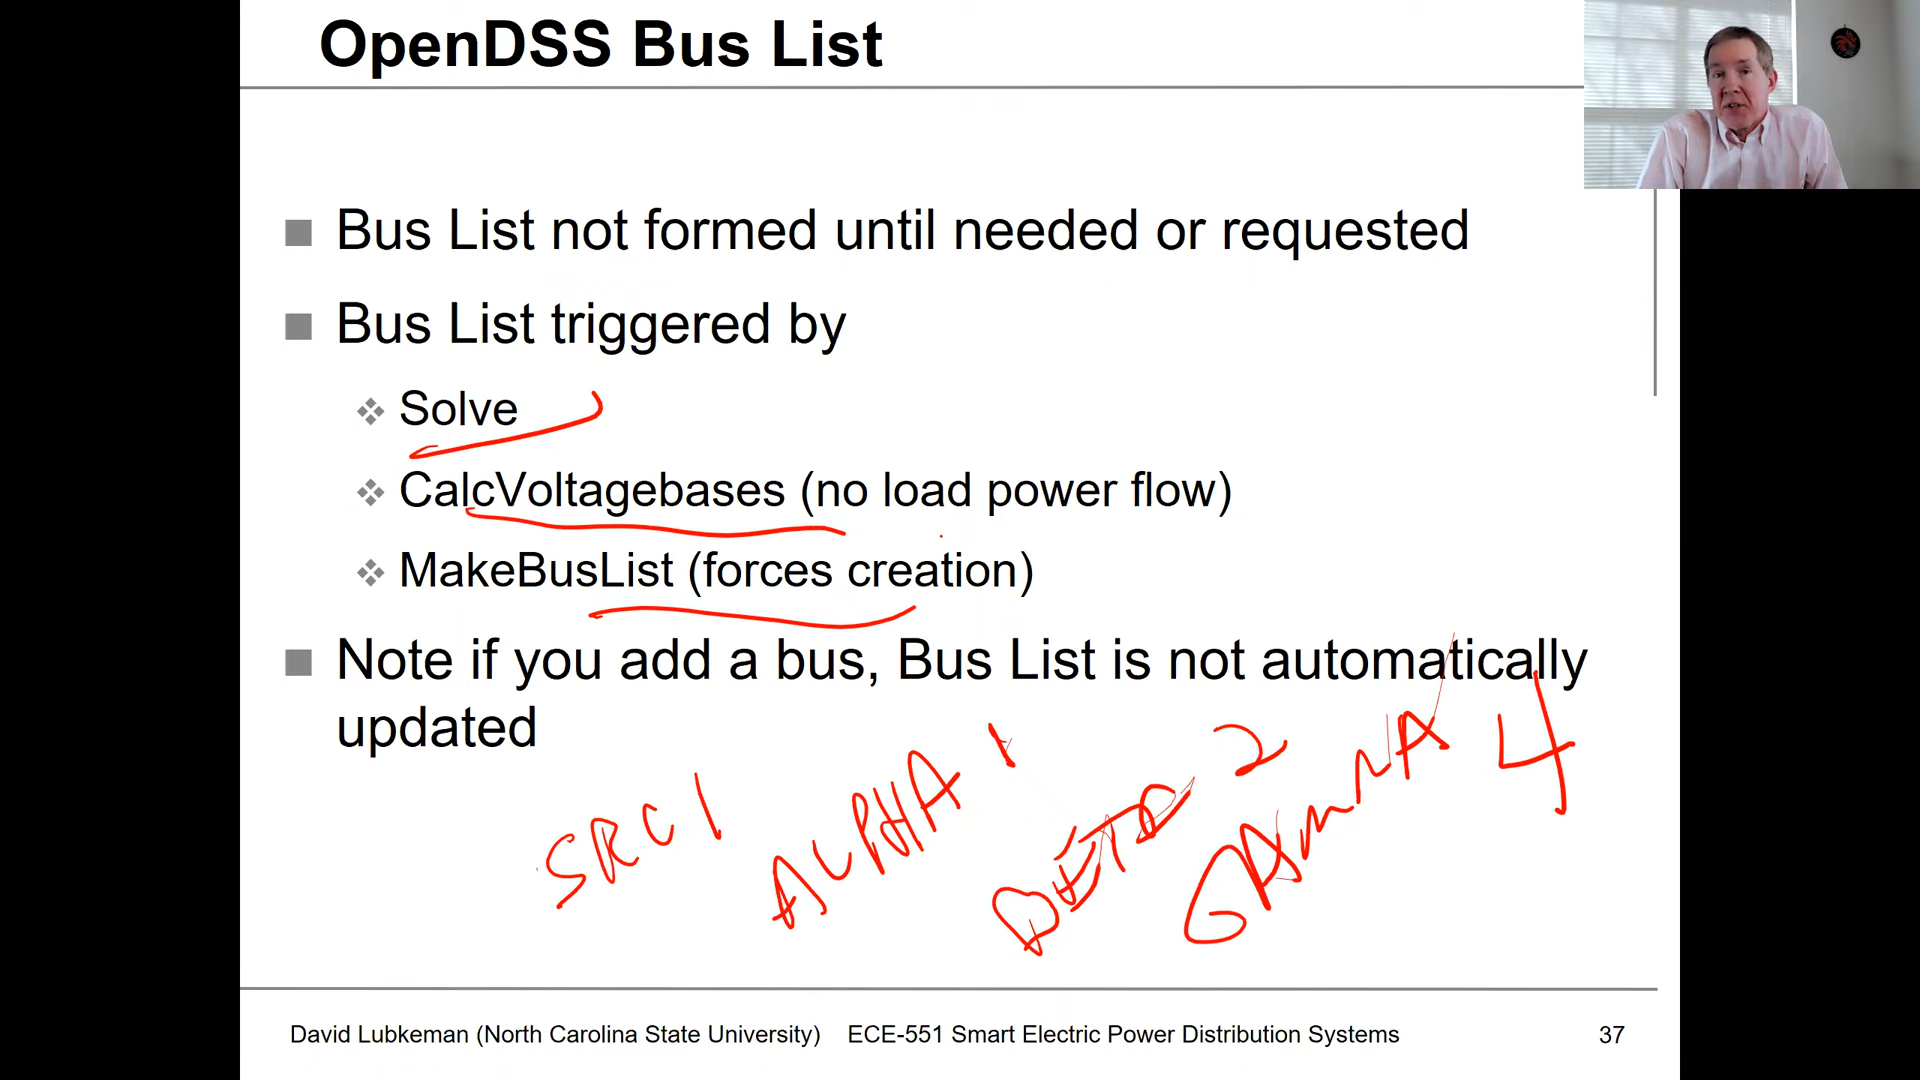 OpenDSS Bus List
Bus List not formed until needed or requested
Bus List triggered by
Solve
CalcVoltagebases (no load power flow)
MakeBusList (forces creation)
Note if you add a bus, Bus List is not automatically
updated
SRC 1 ALPHA 1 2 GAMMA 4
David Lubkeman (North Carolina State University) ECE-551 Smart Electric Power Distribution Systems 37